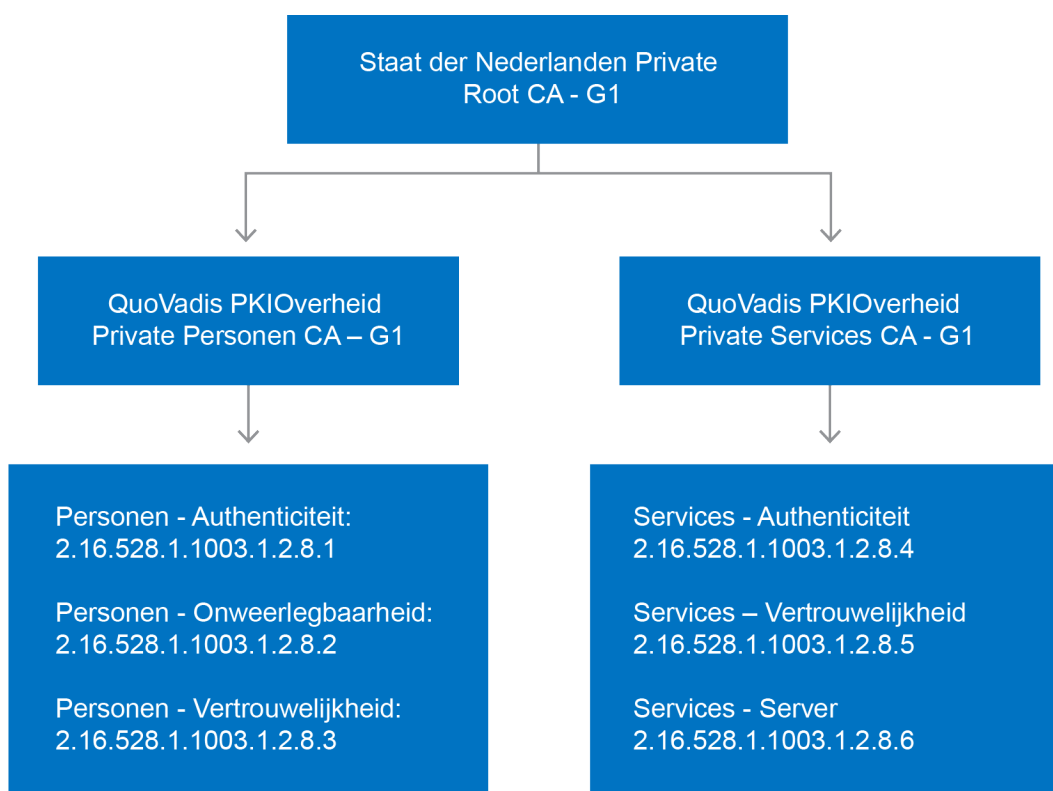 Staat der Nederlanden Private
Root CA - G1
QuoVadis PKIOverheid
Private Personen CA – G1
QuoVadis PKIOverheid
Private Services CA - G1
Personen - Authenticiteit:
2.16.528.1.1003.1.2.8.1
Personen - Onweerlegbaarheid:
2.16.528.1.1003.1.2.8.2
Personen - Vertrouwelijkheid:
2.16.528.1.1003.1.2.8.3
Services - Authenticiteit
2.16.528.1.1003.1.2.8.4
Services – Vertrouwelijkheid
2.16.528.1.1003.1.2.8.5
Services - Server
2.16.528.1.1003.1.2.8.6